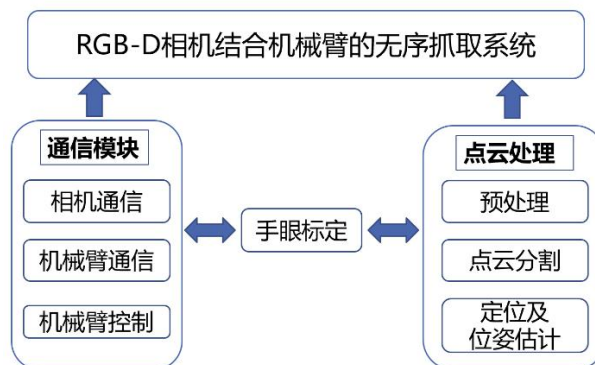 RGB-D相机结合机械臂的无序抓取系统
通信模块
相机通信
机械臂通信
机械臂控制
手眼标定
点云处理
预处理
点云分割
定位及
位姿估计